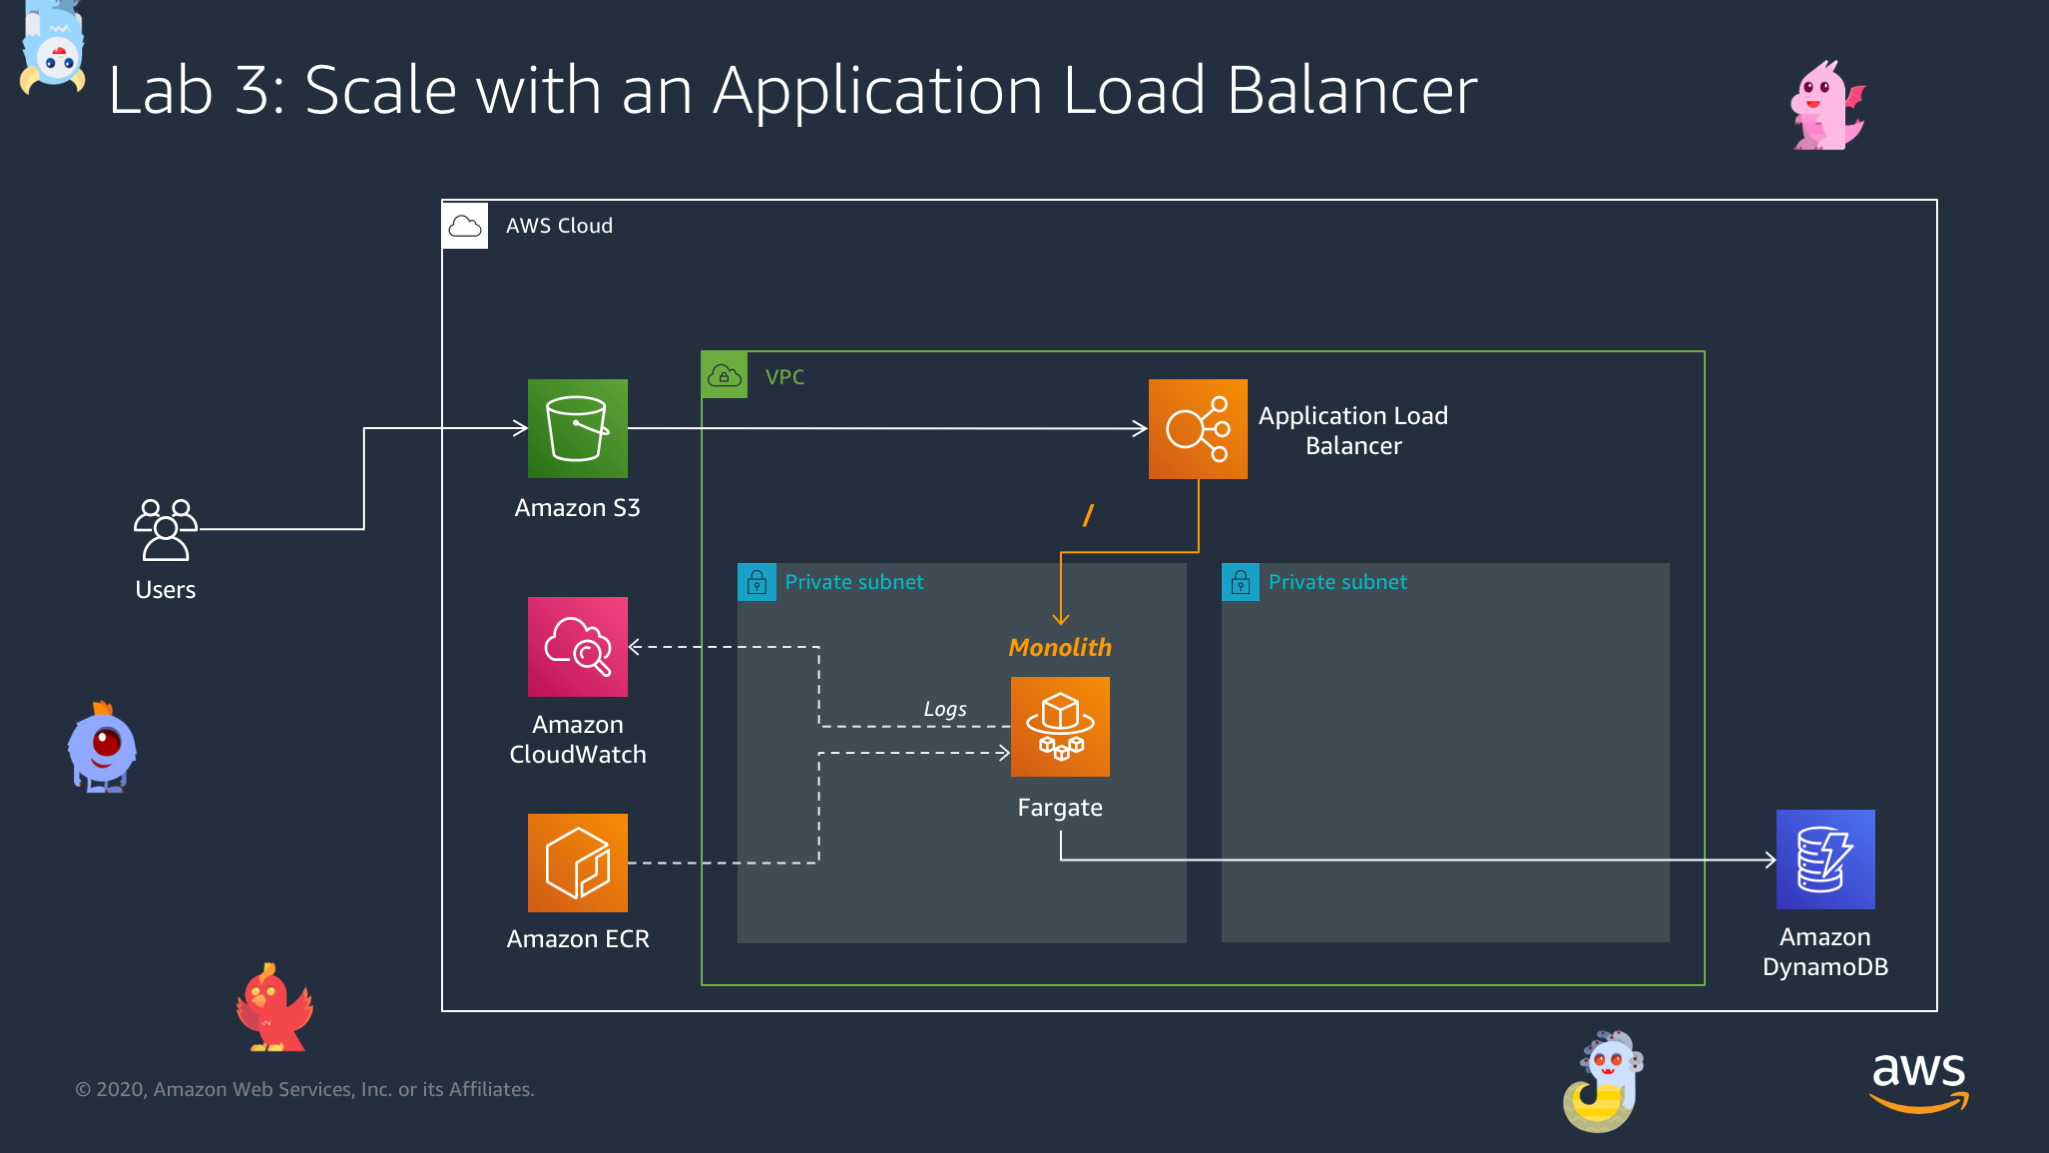 Lab 3: Scale with an Application Load Balancer
AWS Cloud
VPC
Application Load
Balancer
Amazon S3
/
Users
Private subnet
Private subnet
Monolith
Logs
Amazon
CloudWatch
Fargate
Amazon ECR
Amazon
DynamoDB
© 2020, Amazon Web Services, Inc. or its Affiliates.
aws